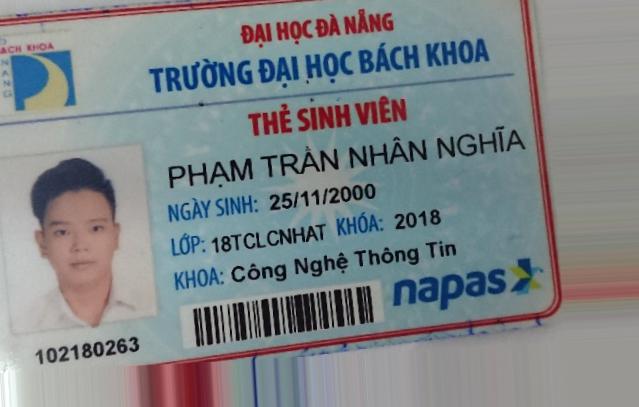 ĐẠI HỌC ĐÀ NẴNG
TRƯỜNG ĐẠI HỌC BÁCH KHOA
BÁCH KHOA
NANG
THẺ SINH VIÊN
PHẠM TRẦN NHÂN NGHĨA
NGÀY SINH: 25/11/2000
LỚP: 18TCLCNHAT KHÓA: 2018
KHOA: Công Nghệ Thông Tin
napas
102180263